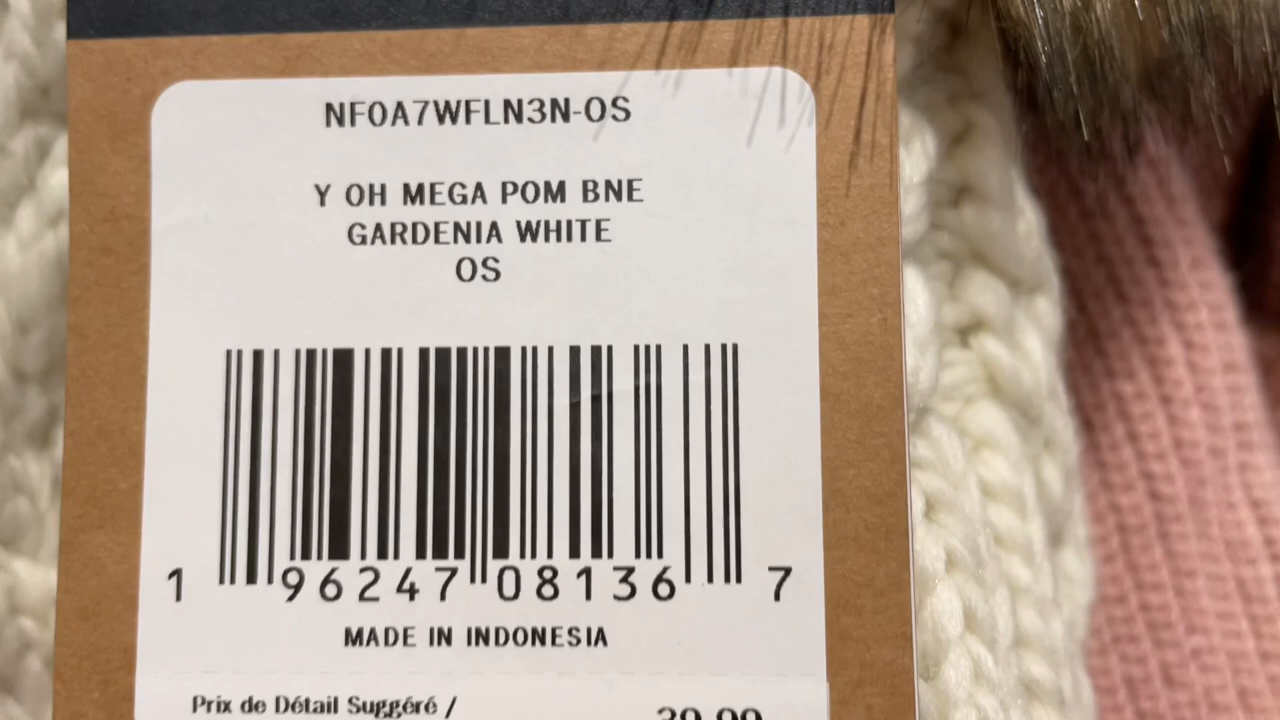 NF0A7WFLN3N-OS
Y OH MEGA POM BNE
GARDENIA WHITE
OS
1 96247 08136 7
MADE IN INDONESIA
Prix de Détail Suggéré /